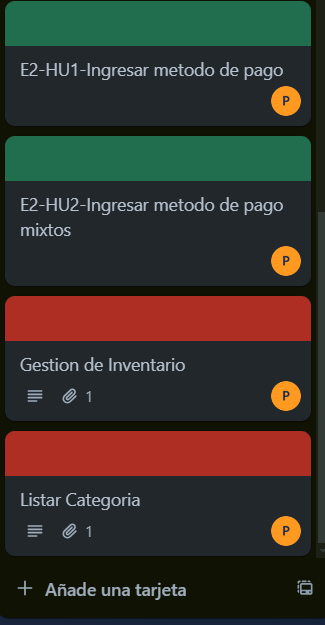 E2-HU1-Ingresar metodo de pago
P
E2-HU2-Ingresar metodo de pago
mixtos
P
Gestion de Inventario
1
P
Listar Categoria
1
P
Añade una tarjeta